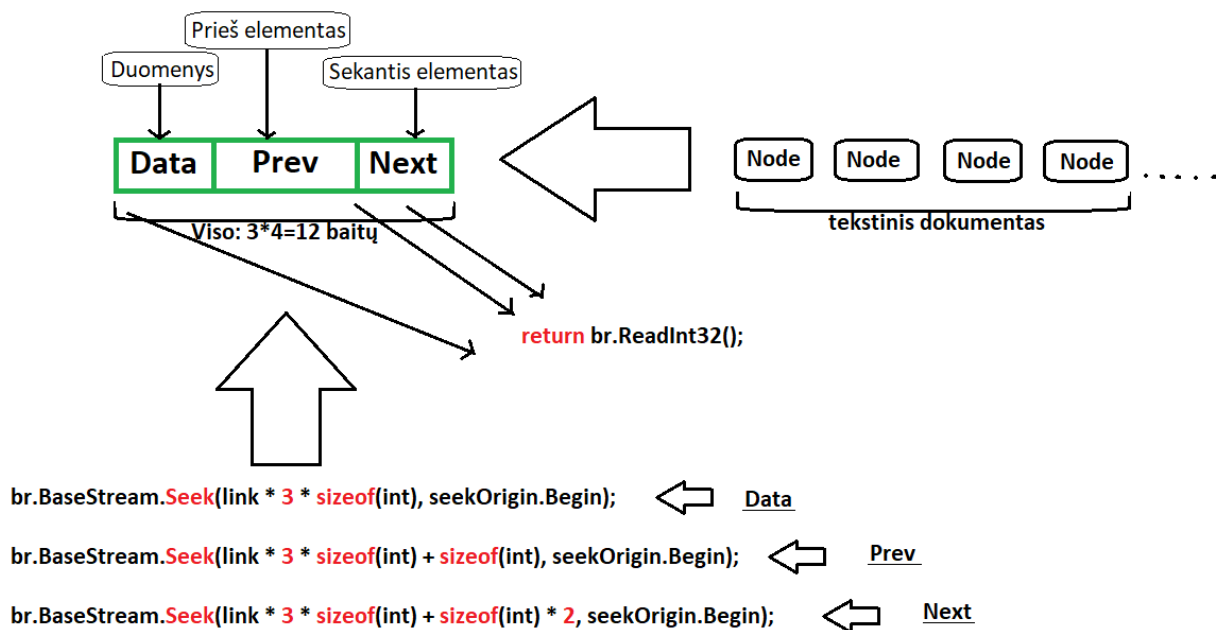 Prieš elementas
Duomenys
Sekantis elementas
Data
Prev
Next
Node
Node
Node
Node
. . . . . .
Viso: 3*4=12 baitų
tekstinis dokumentas
return br.ReadInt32();
br.BaseStream.Seek(link * 3 * sizeof(int), seekOrigin.Begin);
Data
br.BaseStream.Seek(link * 3 * sizeof(int) + sizeof(int), seekOrigin.Begin);
Prev
br.BaseStream.Seek(link * 3 * sizeof(int) + sizeof(int) * 2, seekOrigin.Begin);
Next